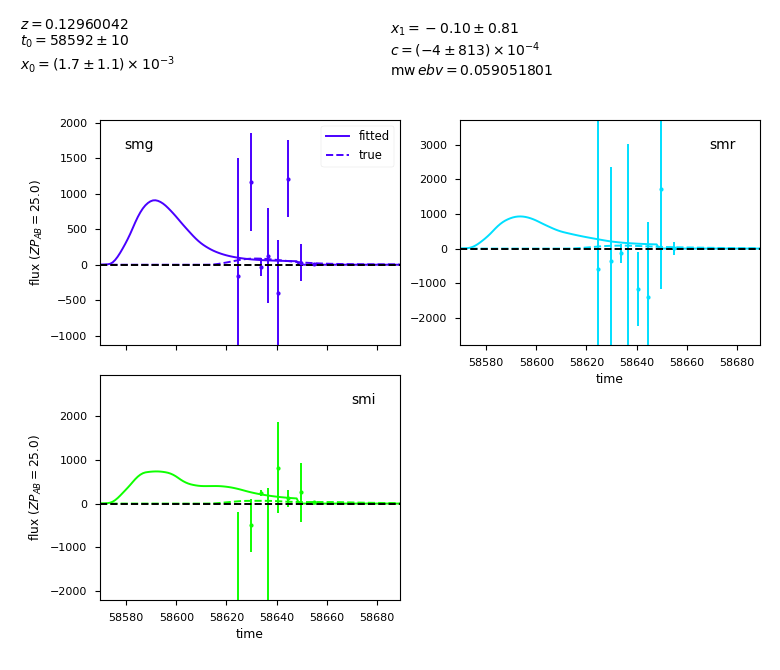 z = 0.12960042
t₀ = 58592 ± 10
x₀ = (1.7 ± 1.1) × 10⁻³
x₁ = −0.10 ± 0.81
c = (−4 ± 813) × 10⁻⁴
mw ebv = 0.059051801
smg
fitted
true
2000
1500
1000
500
0
−500
−1000
flux (ZP_AB = 25.0)
smr
3000
2000
1000
0
−1000
−2000
58580 58600 58620 58640 58660 58680
time
smi
2000
1000
0
−1000
−2000
flux (ZP_AB = 25.0)
58580 58600 58620 58640 58660 58680
time